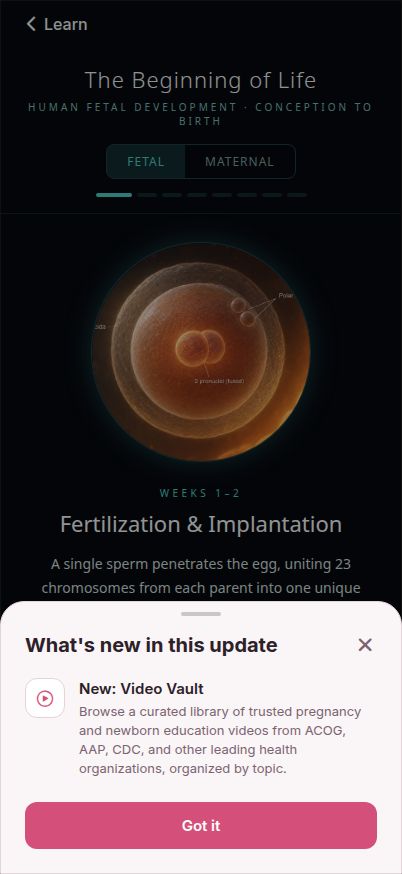 Learn
The Beginning of Life
HUMAN FETAL DEVELOPMENT · CONCEPTION TO
BIRTH
FETAL
MATERNAL
Polar
2 pronuclei (fused)
WEEKS 1–2
Fertilization & Implantation
A single sperm penetrates the egg, uniting 23
chromosomes from each parent into one unique
What's new in this update
New: Video Vault
Browse a curated library of trusted pregnancy
and newborn education videos from ACOG,
AAP, CDC, and other leading health
organizations, organized by topic.
Got it